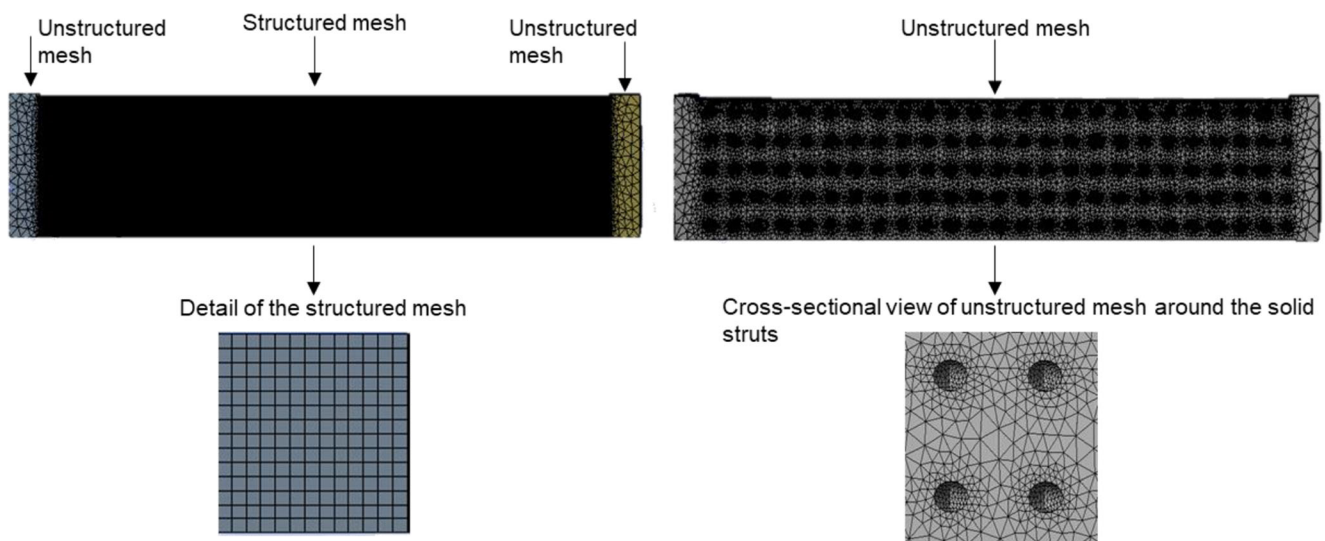 Unstructured
mesh
Structured mesh
Unstructured
mesh
Unstructured mesh
Detail of the structured mesh
Cross-sectional view of unstructured mesh around the solid
struts